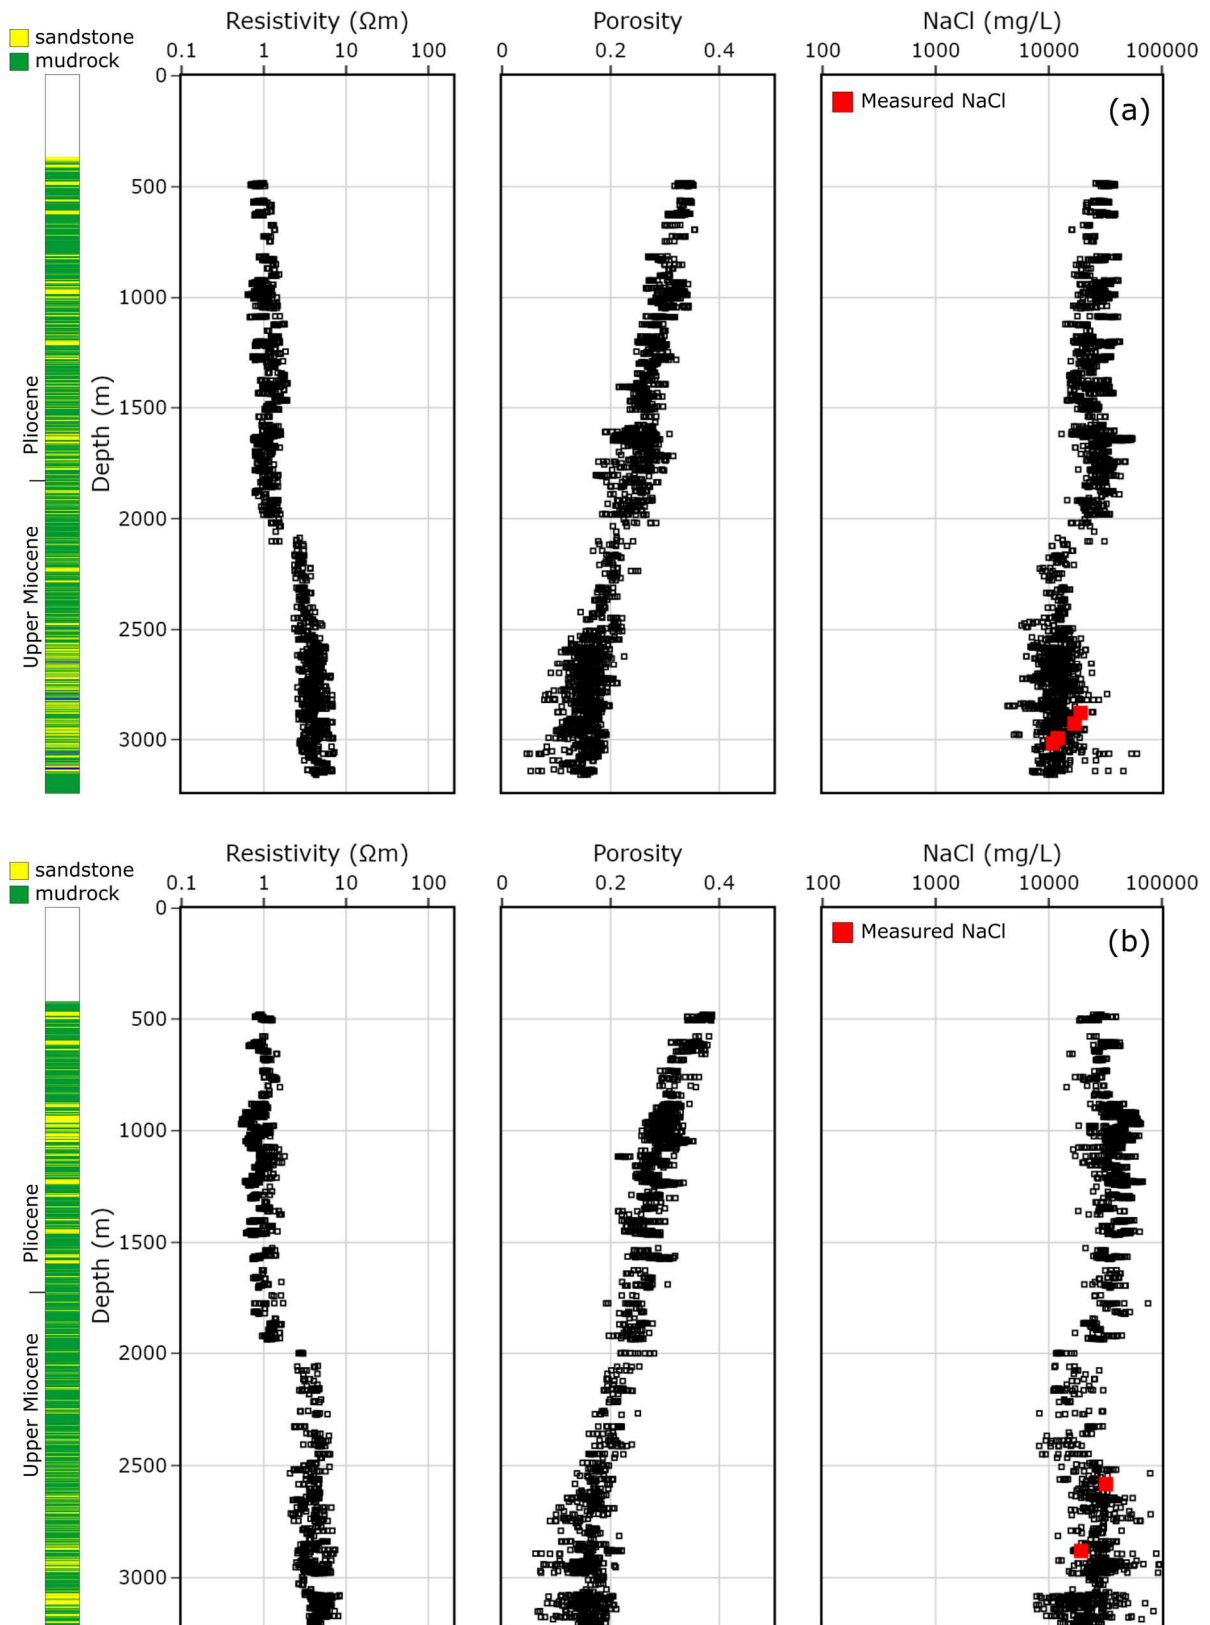 Resistivity (Ωm) Porosity NaCl (mg/L)
sandstone
mudrock
0.1 1 10 100 0 0.2 0.4 100 1000 10000 100000
0
Measured NaCl (a)
500
1000
Pliocene
Depth (m)
1500
2000
Upper Miocene
2500
3000
Resistivity (Ωm) Porosity NaCl (mg/L)
sandstone
mudrock
0.1 1 10 100 0 0.2 0.4 100 1000 10000 100000
0
Measured NaCl (b)
500
1000
Pliocene
Depth (m)
1500
2000
Upper Miocene
2500
3000